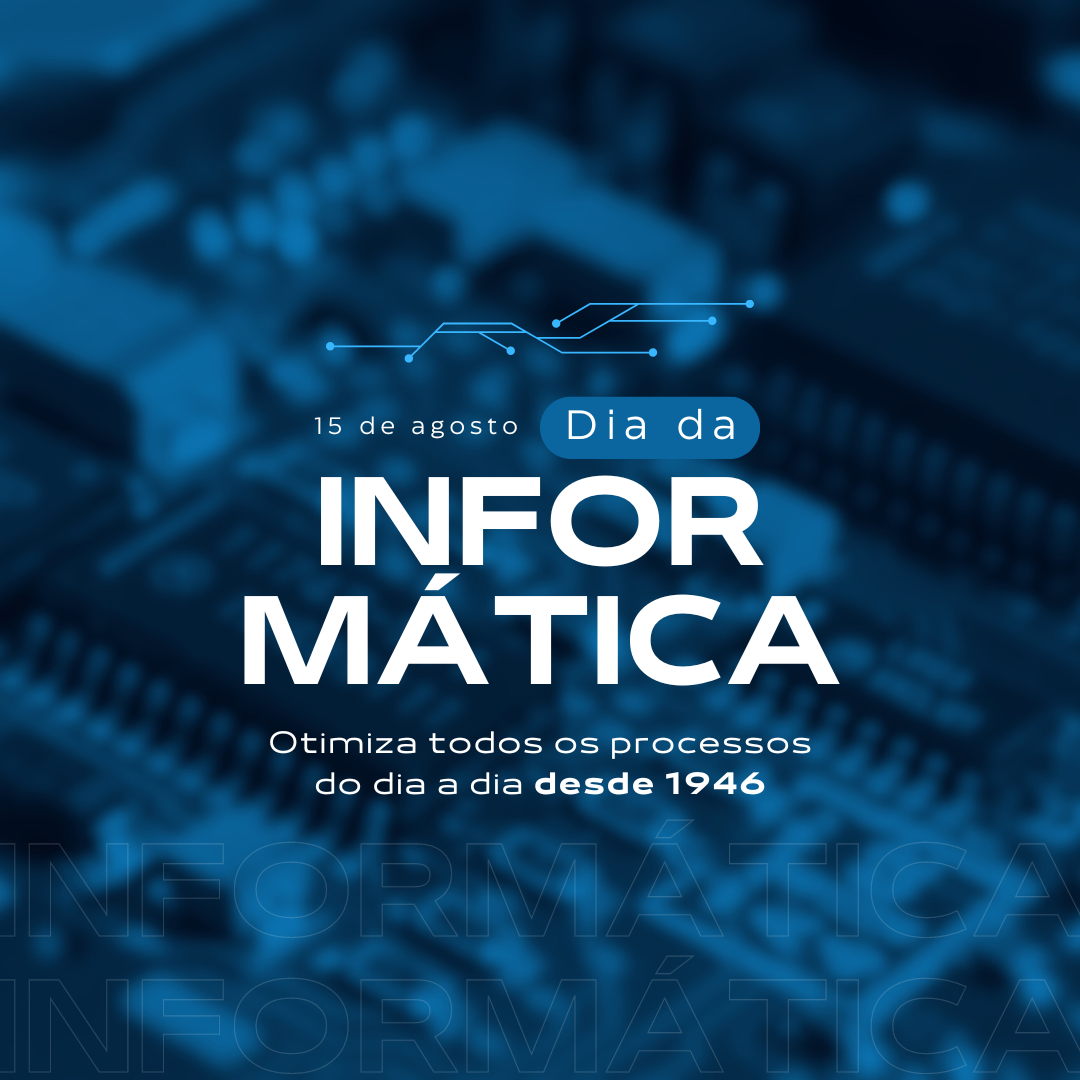 15 de agosto Dia da
INFOR
MÁTICA
Otimiza todos os processos
do dia a dia desde 1946
INFORMÁTICA
INFORMÁTICA